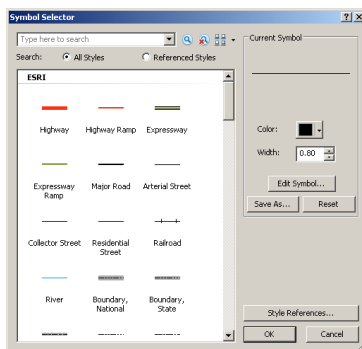 Symbol Selector
Type here to search
Search: All Styles Referenced Styles
ESRI
Highway Highway Ramp Expressway
Expressway Ramp Major Road Arterial Street
Collector Street Residential Street Railroad
River Boundary, National Boundary, State
Current Symbol
Color:
Width: 0.80
Edit Symbol...
Save As... Reset
Style References...
OK Cancel